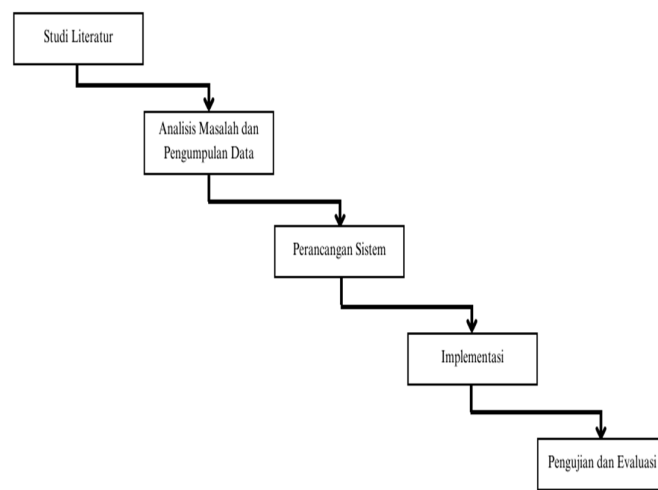 Studi Literatur
Analisis Masalah dan
Pengumpulan Data
Perancangan Sistem
Implementasi
Pengujian dan Evaluasi